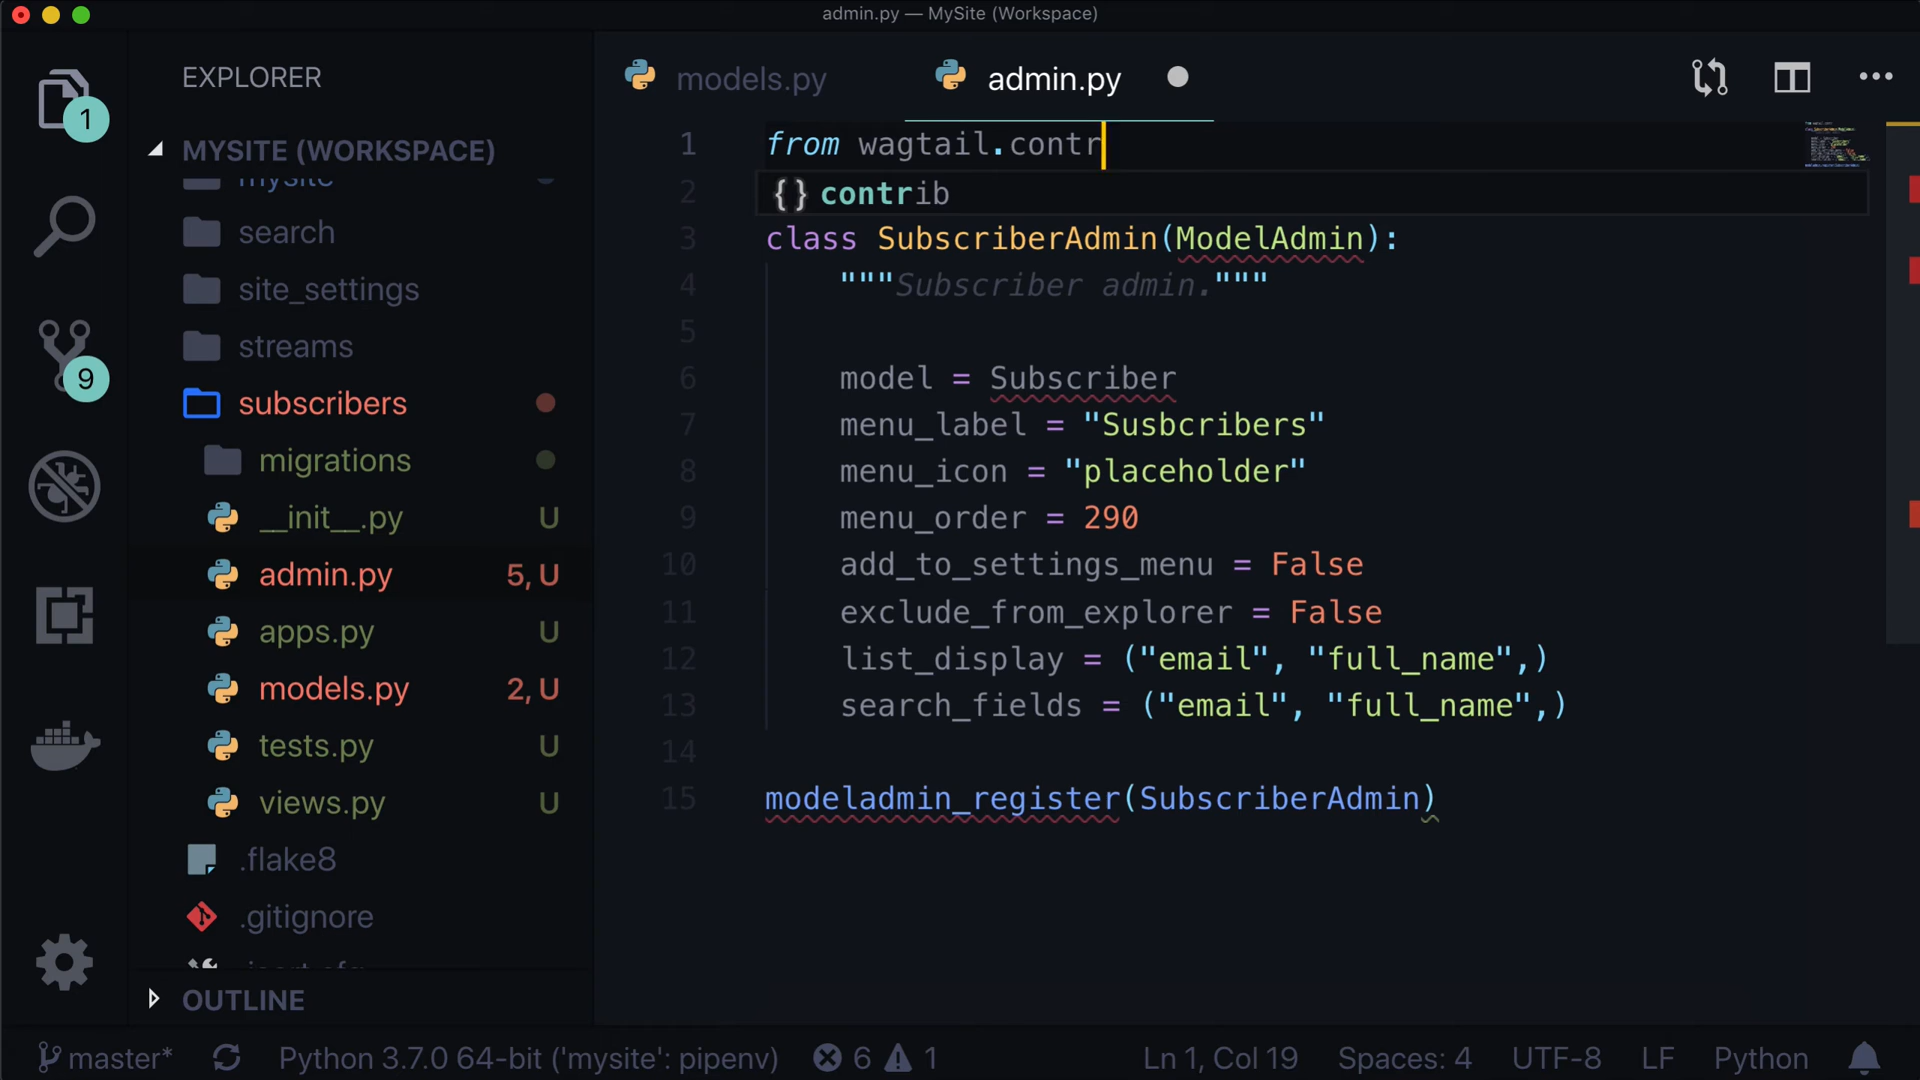 admin.py — MySite (Workspace)
EXPLORER
MYSITE (WORKSPACE)
mysite
search
site_settings
streams
subscribers
migrations
__init__.py U
admin.py 5, U
apps.py U
models.py 2, U
tests.py U
views.py U
.flake8
.gitignore
OUTLINE
1
9
models.py
admin.py
1 from wagtail.contr
2 {} contrib
3 class SubscriberAdmin(ModelAdmin):
4 """Subscriber admin."""
5
6 model = Subscriber
7 menu_label = "Susbcribers"
8 menu_icon = "placeholder"
9 menu_order = 290
10 add_to_settings_menu = False
11 exclude_from_explorer = False
12 list_display = ("email", "full_name",)
13 search_fields = ("email", "full_name",)
14
15 modeladmin_register(SubscriberAdmin)
master* Python 3.7.0 64-bit ('mysite': pipenv) 6 1 Ln 1, Col 19 Spaces: 4 UTF-8 LF Python